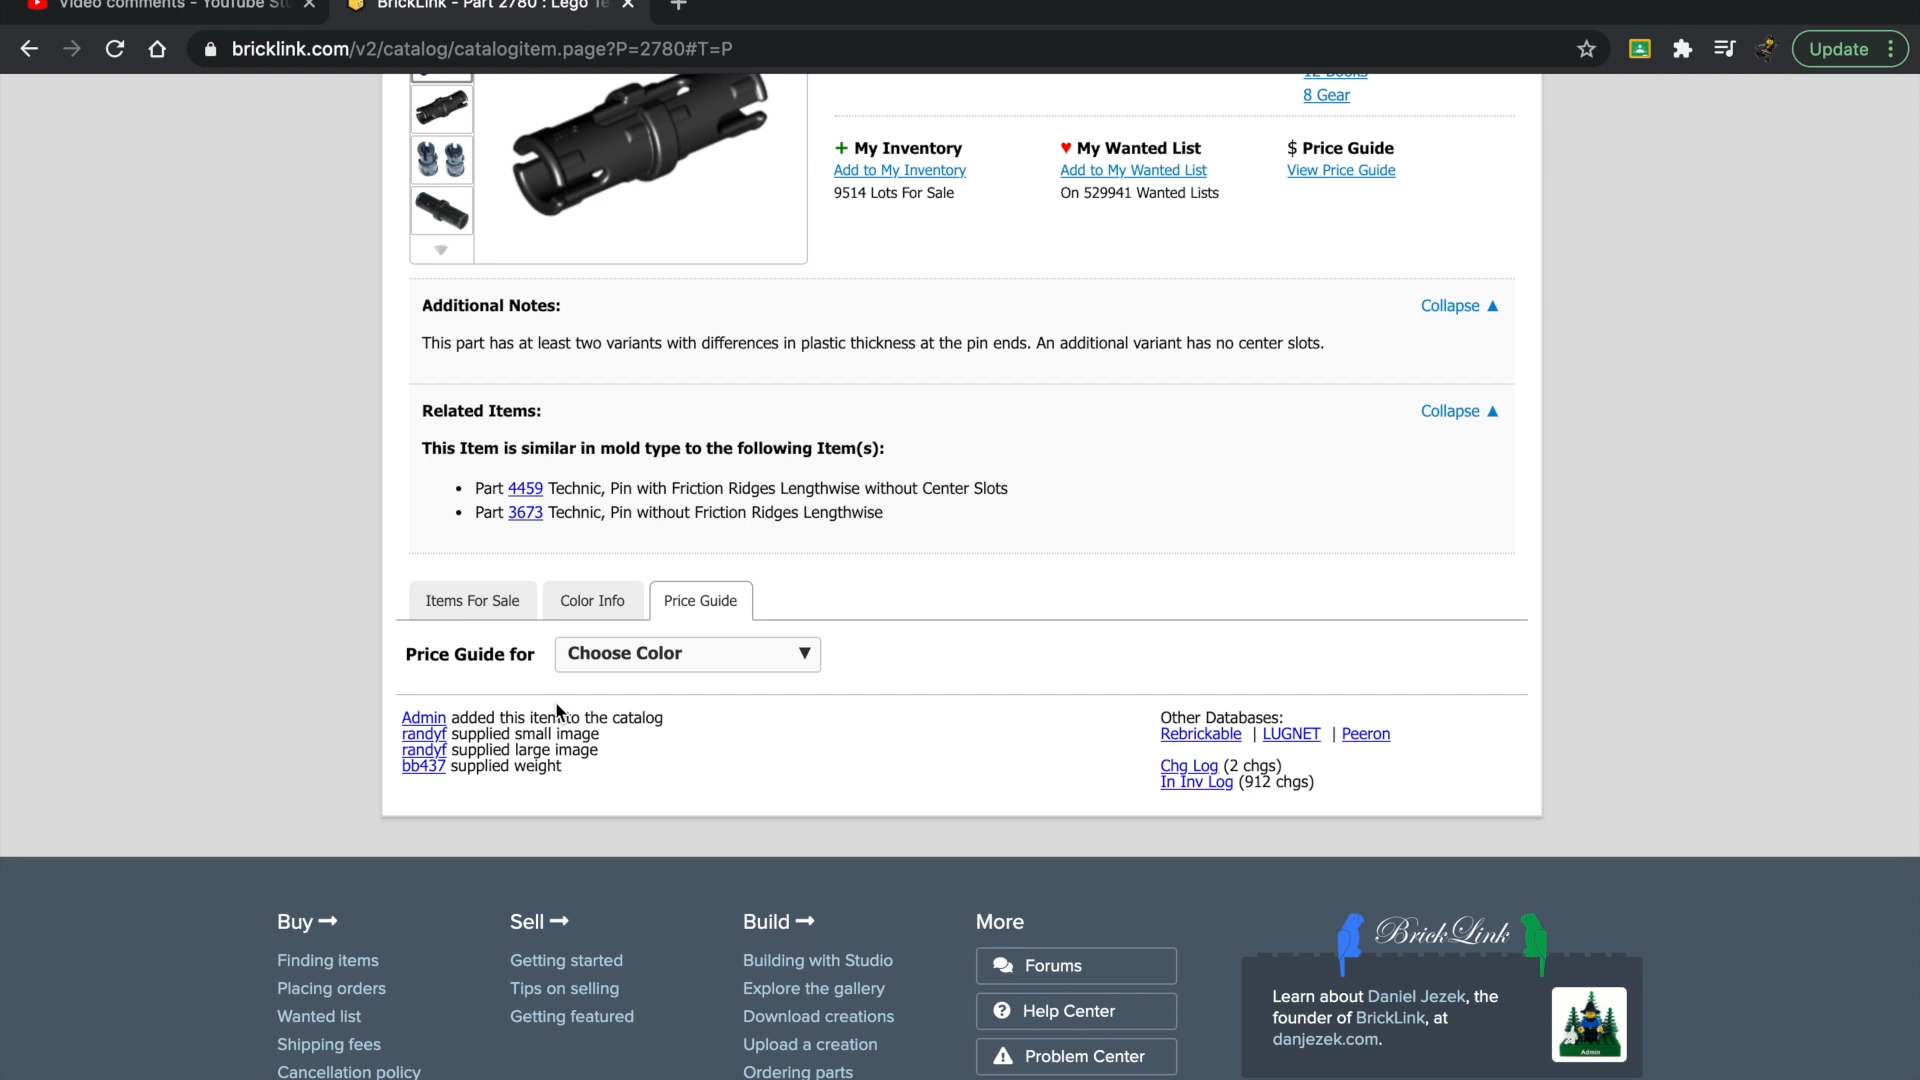 Video comments - YouTube St
BrickLink - Part 2780 : Lego Te
bricklink.com/v2/catalog/catalogitem.page?P=2780#T=P
Update
12 Books
8 Gear
+ My Inventory
Add to My Inventory
9514 Lots For Sale
My Wanted List
Add to My Wanted List
On 529941 Wanted Lists
$ Price Guide
View Price Guide
Additional Notes:
Collapse ▲
This part has at least two variants with differences in plastic thickness at the pin ends. An additional variant has no center slots.
Related Items:
Collapse ▲
This Item is similar in mold type to the following Item(s):
• Part 4459 Technic, Pin with Friction Ridges Lengthwise without Center Slots
• Part 3673 Technic, Pin without Friction Ridges Lengthwise
Items For Sale
Color Info
Price Guide
Price Guide for
Choose Color ▼
Admin added this item to the catalog
randyf supplied small image
randyf supplied large image
bb437 supplied weight
Other Databases:
Rebrickable | LUGNET | Peeron
Chg Log (2 chgs)
In Inv Log (912 chgs)
Buy
Finding items
Placing orders
Wanted list
Shipping fees
Cancellation policy
Sell
Getting started
Tips on selling
Getting featured
Build
Building with Studio
Explore the gallery
Download creations
Upload a creation
Ordering parts
More
Forums
Help Center
Problem Center
BrickLink
Learn about Daniel Jezek, the
founder of BrickLink, at
danjezek.com.
Admin